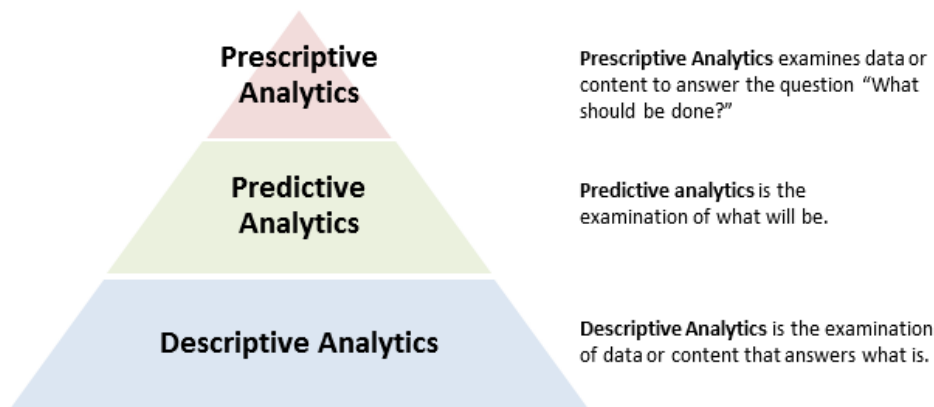 Prescriptive
Analytics
Prescriptive Analytics examines data or
content to answer the question “What
should be done?”
Predictive
Analytics
Predictive analytics is the
examination of what will be.
Descriptive Analytics
Descriptive Analytics is the examination
of data or content that answers what is.